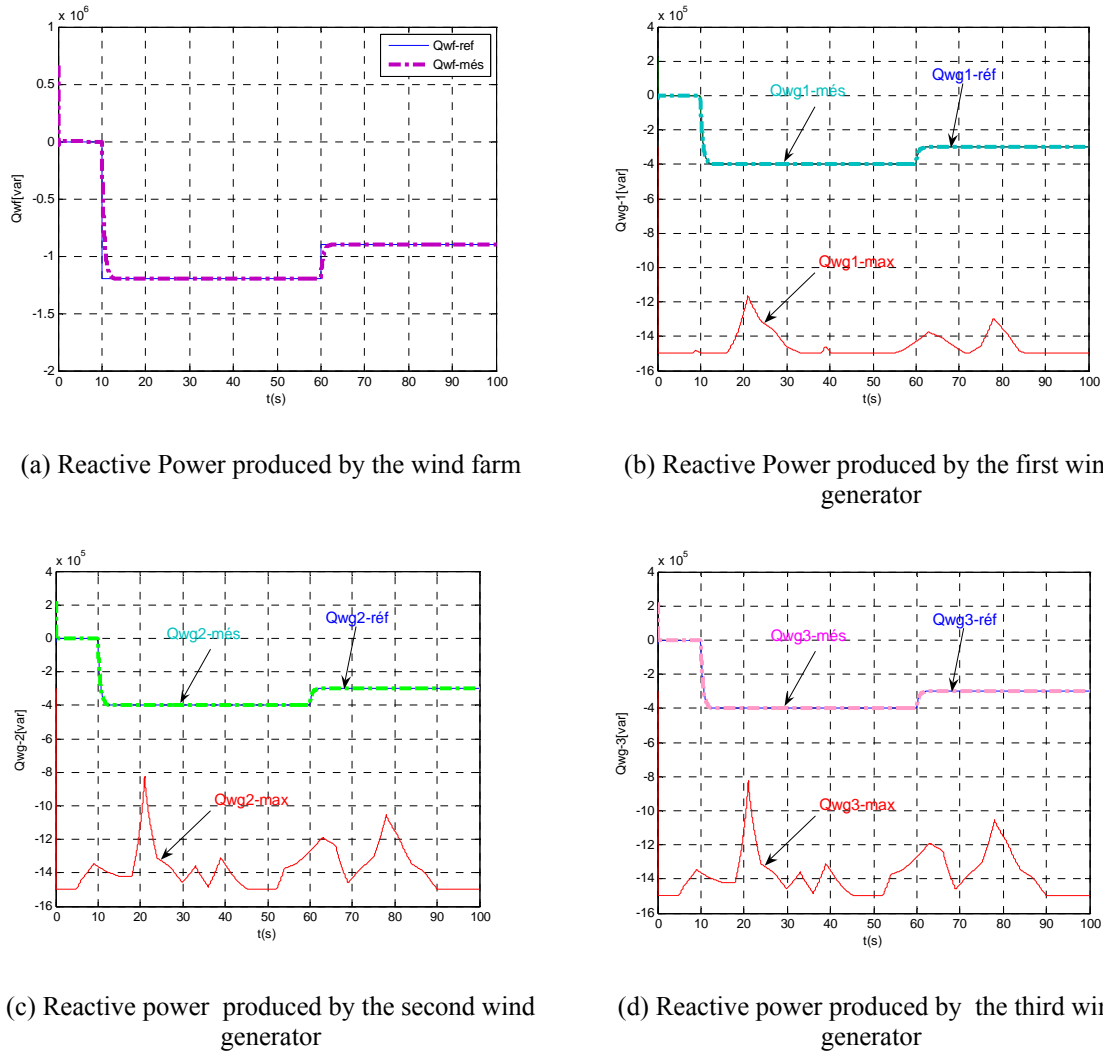 x 10^6
1
0.5
0
-0.5
-1
-1.5
-2
Qwf[var]
Qwf-ref
Qwf-més
0 10 20 30 40 50 60 70 80 90 100
t(s)
(a) Reactive Power produced by the wind farm
x 10^5
4
2
0
-2
-4
-6
-8
-10
-12
-14
-16
Qwg-1[var]
Qwg1-més
Qwg1-réf
Qwg1-max
0 10 20 30 40 50 60 70 80 90 100
t(s)
(b) Reactive Power produced by the first win
generator
x 10^5
4
2
0
-2
-4
-6
-8
-10
-12
-14
-16
Qwg-2[var]
Qwg2-més
Qwg2-réf
Qwg2-max
0 10 20 30 40 50 60 70 80 90 100
t(s)
(c) Reactive power produced by the second wind
generator
x 10^5
4
2
0
-2
-4
-6
-8
-10
-12
-14
-16
Qwg-3[var]
Qwg3-més
Qwg3-réf
Qwg3-max
0 10 20 30 40 50 60 70 80 90 100
t(s)
(d) Reactive power produced by the third win
generator